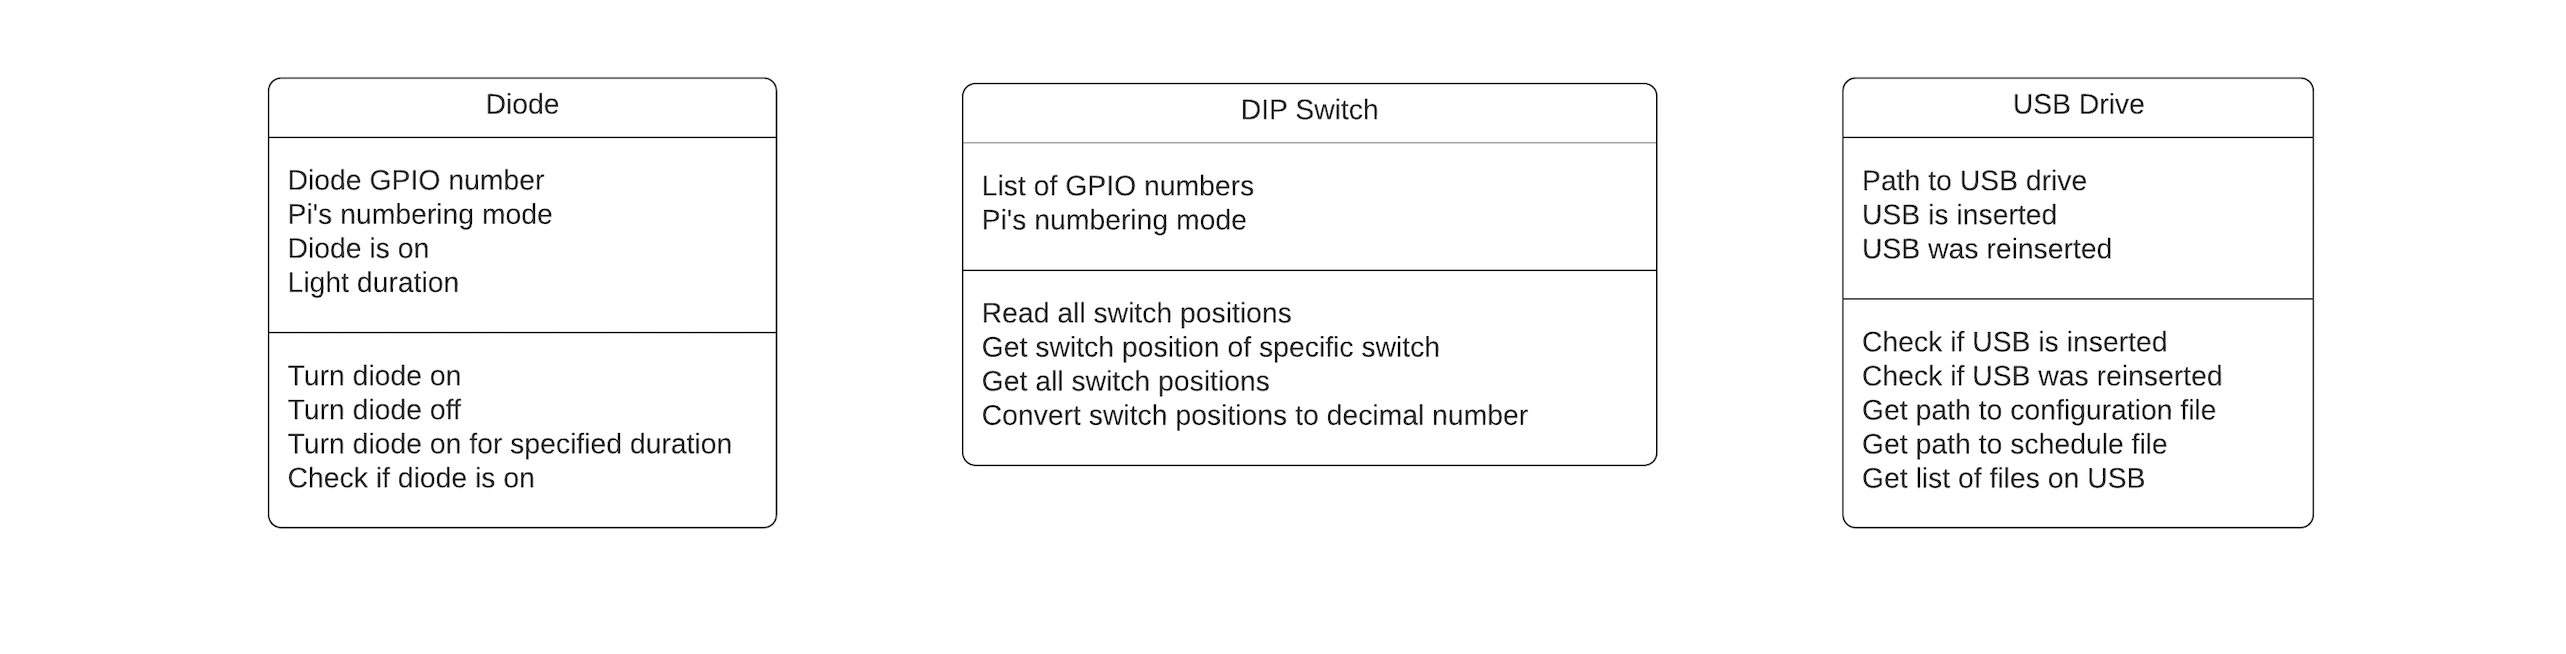 Diode
Diode GPIO number
Pi's numbering mode
Diode is on
Light duration
Turn diode on
Turn diode off
Turn diode on for specified duration
Check if diode is on
DIP Switch
List of GPIO numbers
Pi's numbering mode
Read all switch positions
Get switch position of specific switch
Get all switch positions
Convert switch positions to decimal number
USB Drive
Path to USB drive
USB is inserted
USB was reinserted
Check if USB is inserted
Check if USB was reinserted
Get path to configuration file
Get path to schedule file
Get list of files on USB